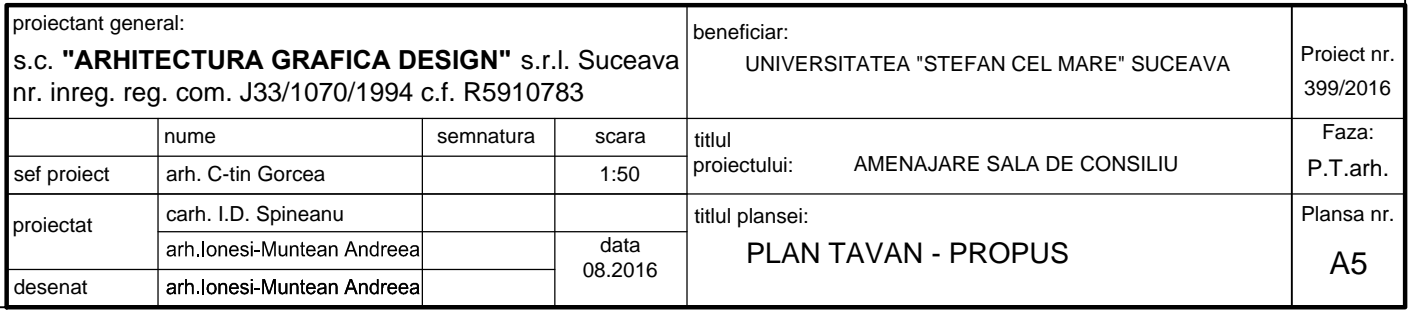 proiectant general:
s.c. "ARHITECTURA GRAFICA DESIGN" s.r.l. Suceava
nr. inreg. reg. com. J33/1070/1994 c.f. R5910783
beneficiar:
UNIVERSITATEA "STEFAN CEL MARE" SUCEAVA
Proiect nr.
399/2016
nume semnatura scara
sef proiect arh. C-tin Gorcea 1:50
titlul
proiectului: AMENAJARE SALA DE CONSILIU
Faza:
P.T.arh.
proiectat carh. I.D. Spineanu
arh.Ionesi-Muntean Andreea
desenat arh.Ionesi-Muntean Andreea
data
08.2016
titlul plansei:
PLAN TAVAN - PROPUS
Plansa nr.
A5